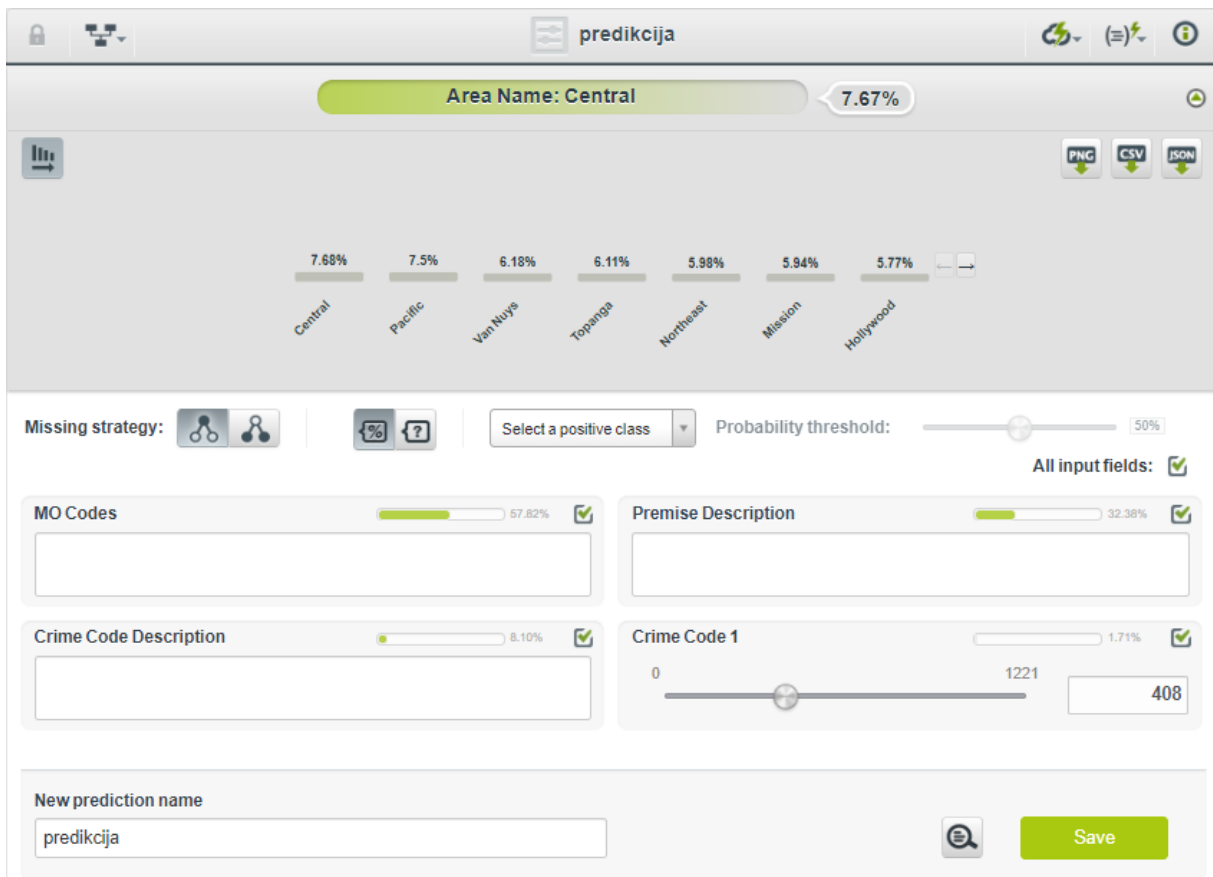 predikcija
Area Name: Central
7.67%
PNG CSV JSON
7.68% 7.5% 6.18% 6.11% 5.98% 5.94% 5.77%
Central Pacific Van Nuys Topanga Northeast Mission Hollywood
Missing strategy: % ? Select a positive class Probability threshold: 50%
All input fields:
MO Codes 57.82% Premise Description 32.38%
Crime Code Description 8.10% Crime Code 1 1.71%
0 1221
408
New prediction name
predikcija
Save